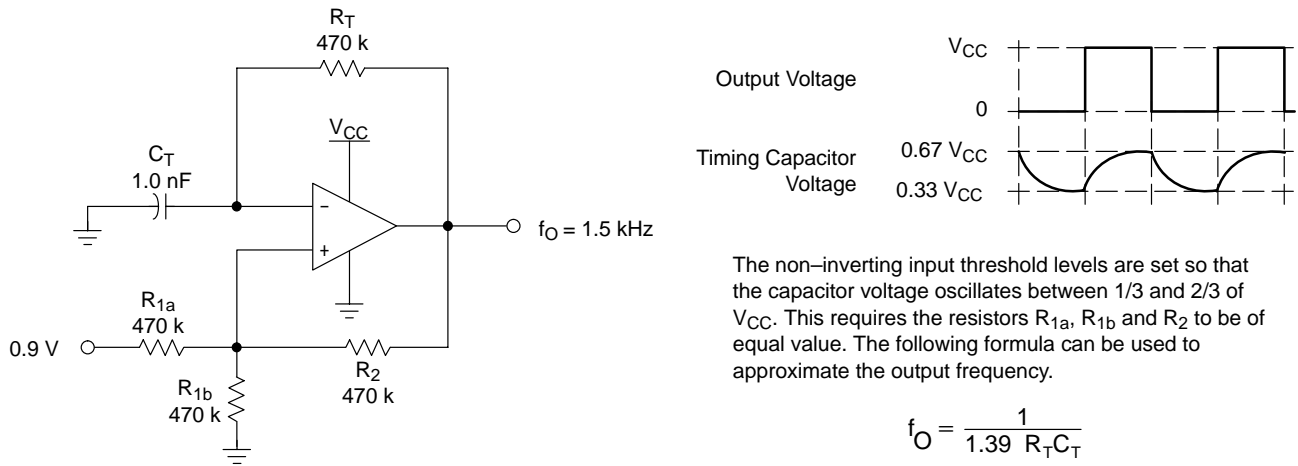 R_T
470 k
V_CC
C_T
1.0 nF
−
+
f_O = 1.5 kHz
R_1a
470 k
0.9 V
R_1b
470 k
R_2
470 k
V_CC
Output Voltage
0
Timing Capacitor
Voltage
0.67 V_CC
0.33 V_CC
The non–inverting input threshold levels are set so that
the capacitor voltage oscillates between 1/3 and 2/3 of
V_CC. This requires the resistors R_1a, R_1b and R_2 to be of
equal value. The following formula can be used to
approximate the output frequency.
f_O = 1 / 1.39 R_TC_T